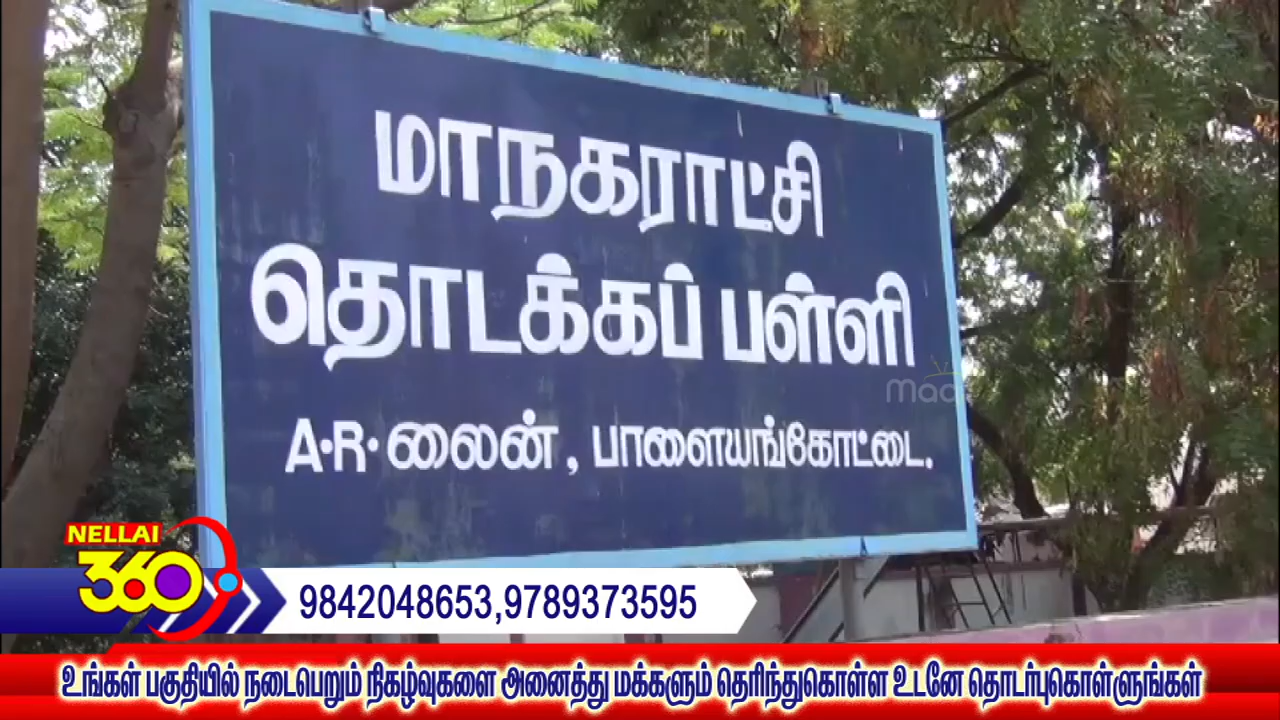 மாநகராட்சி
தொடக்கப் பள்ளி
A.R. லைன், பாளையங்கோட்டை.
NELLAI
360
9842048653,9789373595
உங்கள் பகுதியில் நடைபெறும் நிகழ்வுகளை அனைத்து மக்களும் தெரிந்துகொள்ள உடனே தொடர்புகொள்ளுங்கள்